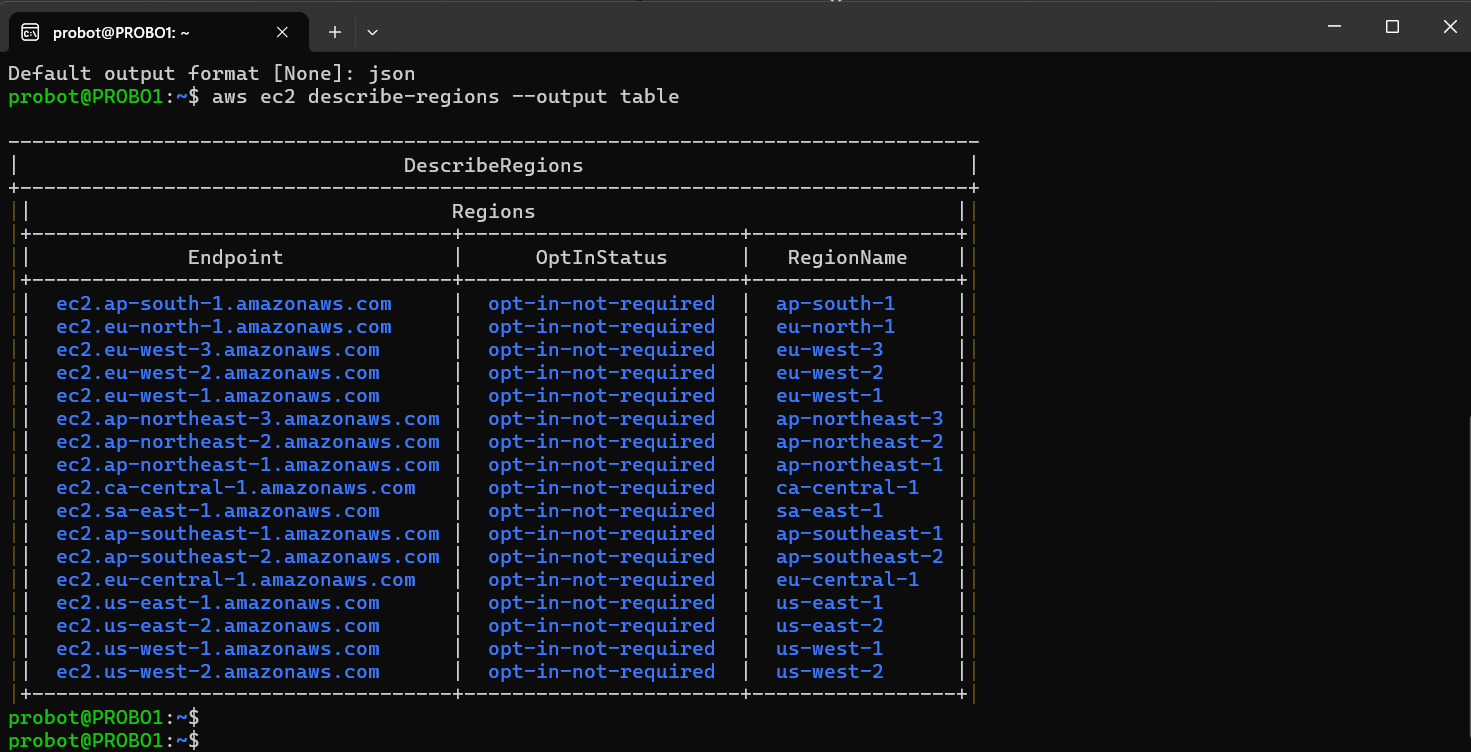 probot@PROBO1: ~
Default output format [None]: json
probot@PROBO1:~$ aws ec2 describe-regions --output table
DescribeRegions
Regions
Endpoint | OptInStatus | RegionName
ec2.ap-south-1.amazonaws.com | opt-in-not-required | ap-south-1
ec2.eu-north-1.amazonaws.com | opt-in-not-required | eu-north-1
ec2.eu-west-3.amazonaws.com | opt-in-not-required | eu-west-3
ec2.eu-west-2.amazonaws.com | opt-in-not-required | eu-west-2
ec2.eu-west-1.amazonaws.com | opt-in-not-required | eu-west-1
ec2.ap-northeast-3.amazonaws.com | opt-in-not-required | ap-northeast-3
ec2.ap-northeast-2.amazonaws.com | opt-in-not-required | ap-northeast-2
ec2.ap-northeast-1.amazonaws.com | opt-in-not-required | ap-northeast-1
ec2.ca-central-1.amazonaws.com | opt-in-not-required | ca-central-1
ec2.sa-east-1.amazonaws.com | opt-in-not-required | sa-east-1
ec2.ap-southeast-1.amazonaws.com | opt-in-not-required | ap-southeast-1
ec2.ap-southeast-2.amazonaws.com | opt-in-not-required | ap-southeast-2
ec2.eu-central-1.amazonaws.com | opt-in-not-required | eu-central-1
ec2.us-east-1.amazonaws.com | opt-in-not-required | us-east-1
ec2.us-east-2.amazonaws.com | opt-in-not-required | us-east-2
ec2.us-west-1.amazonaws.com | opt-in-not-required | us-west-1
ec2.us-west-2.amazonaws.com | opt-in-not-required | us-west-2
probot@PROBO1:~$
probot@PROBO1:~$